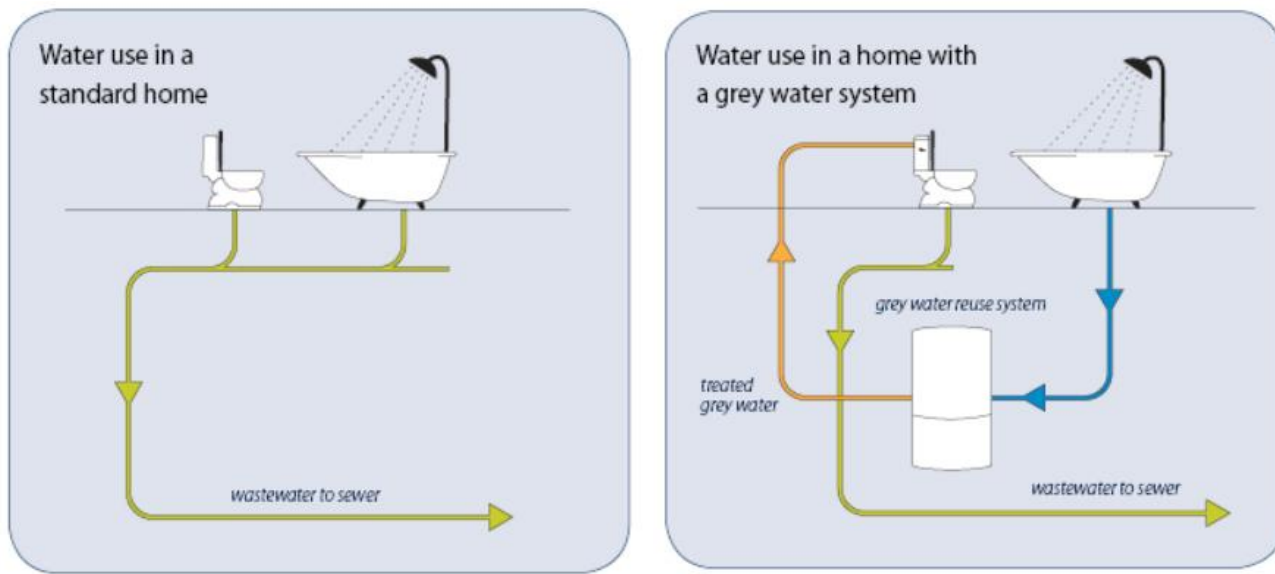 Water use in a
standard home
wastewater to sewer
Water use in a home with
a grey water system
grey water reuse system
treated
grey water
wastewater to sewer